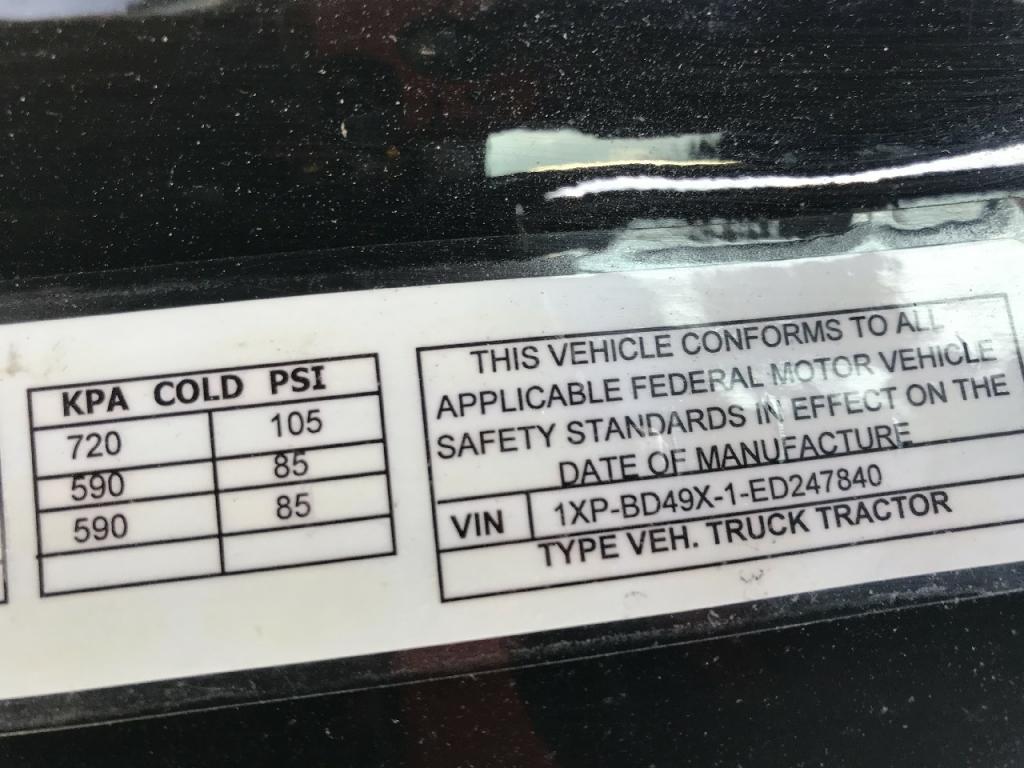 KPA COLD PSI
720 105
590 85
590 85
THIS VEHICLE CONFORMS TO ALL
APPLICABLE FEDERAL MOTOR VEHICLE
SAFETY STANDARDS IN EFFECT ON THE
DATE OF MANUFACTURE
VIN 1XP-BD49X-1-ED247840
TYPE VEH. TRUCK TRACTOR